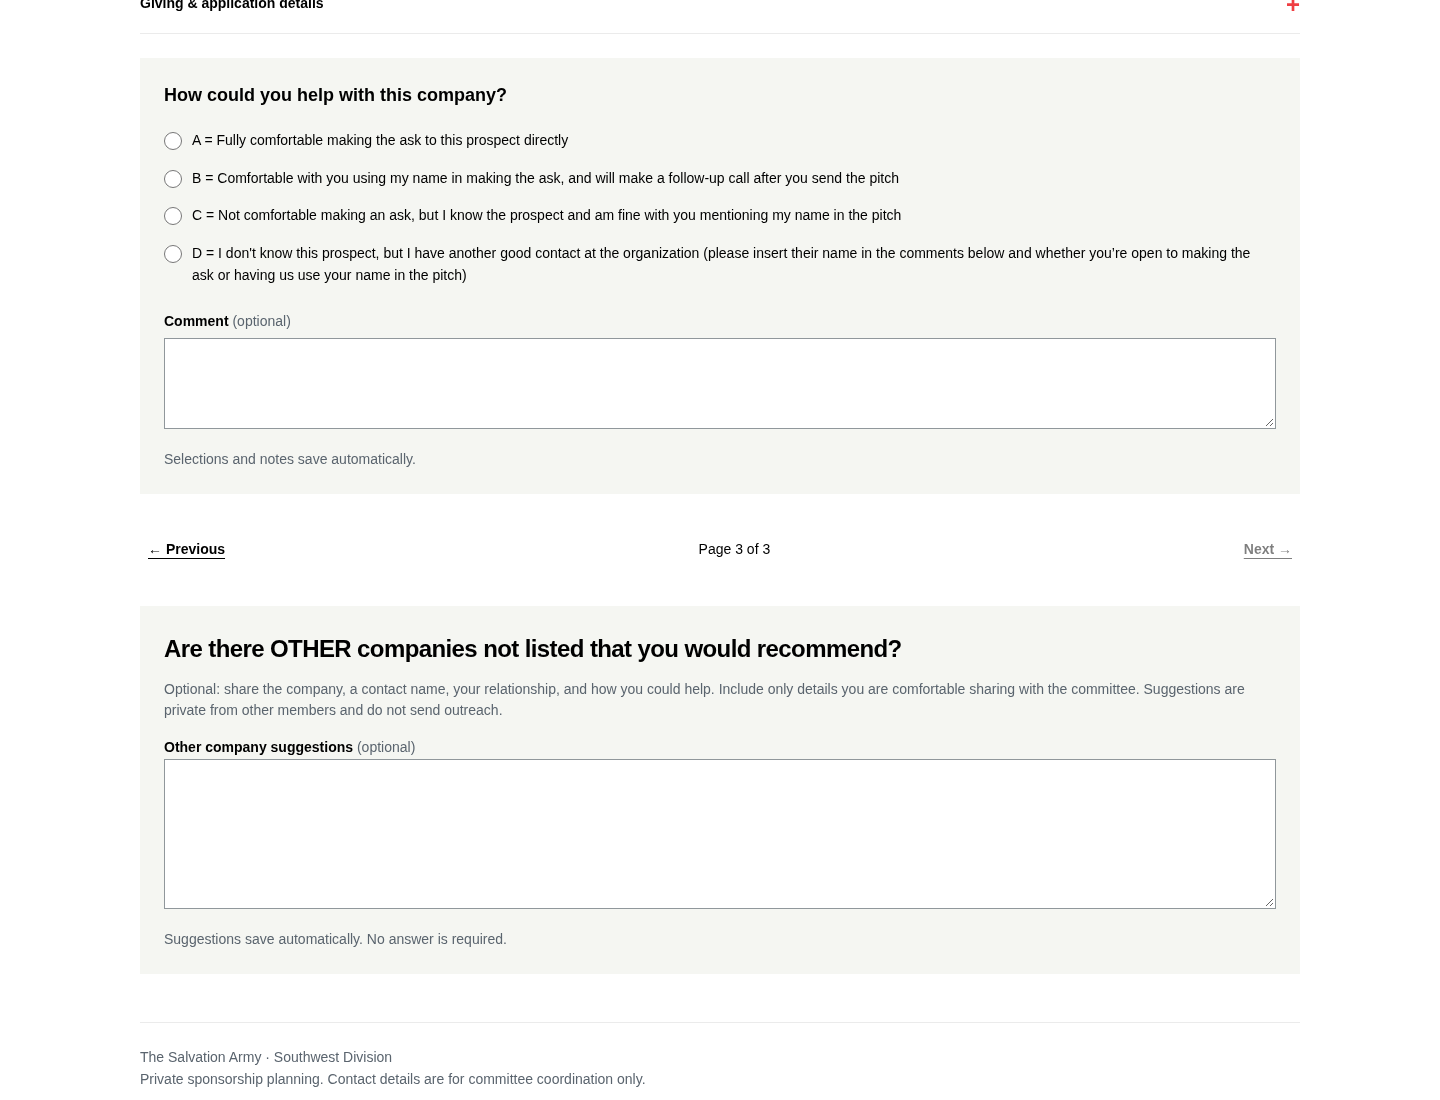 Giving & application details
+
How could you help with this company?
A = Fully comfortable making the ask to this prospect directly
B = Comfortable with you using my name in making the ask, and will make a follow-up call after you send the pitch
C = Not comfortable making an ask, but I know the prospect and am fine with you mentioning my name in the pitch
D = I don't know this prospect, but I have another good contact at the organization (please insert their name in the comments below and whether you’re open to making the
ask or having us use your name in the pitch)
Comment (optional)
Selections and notes save automatically.
← Previous
Page 3 of 3
Next →
Are there OTHER companies not listed that you would recommend?
Optional: share the company, a contact name, your relationship, and how you could help. Include only details you are comfortable sharing with the committee. Suggestions are
private from other members and do not send outreach.
Other company suggestions (optional)
Suggestions save automatically. No answer is required.
The Salvation Army · Southwest Division
Private sponsorship planning. Contact details are for committee coordination only.